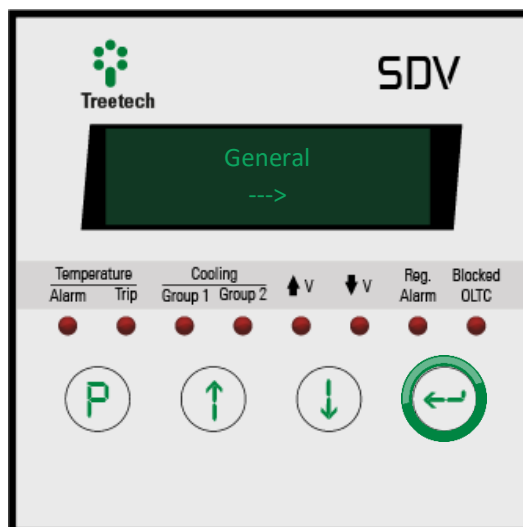 SDV
Treetech
General
--->
Temperature
Cooling
V
V
Reg.
Blocked
Alarm
Trip
Group 1
Group 2
Alarm
OLTC
P